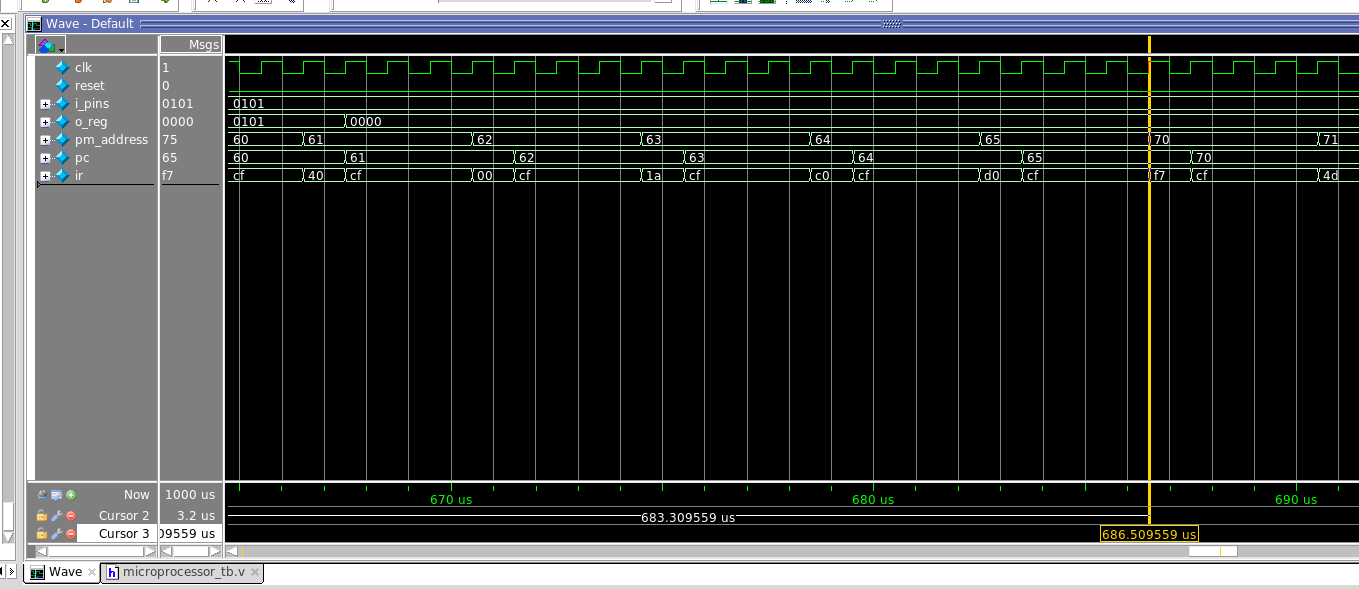 Wave - Default
Msgs
clk 1
reset 0
i_pins 0101 0101
o_reg 0000 0101 0000
pm_address 75 60 61 62 63 64 65 70 71
pc 65 60 61 62 63 64 65 70
ir f7 cf 40 cf 00 cf 1a cf c0 cf d0 cf f7 cf 4d
Now 1000 us 670 us 680 us 690 us
Cursor 2 3.2 us 683.309559 us
Cursor 3 09559 us 686.509559 us
Wave h microprocessor_tb.v